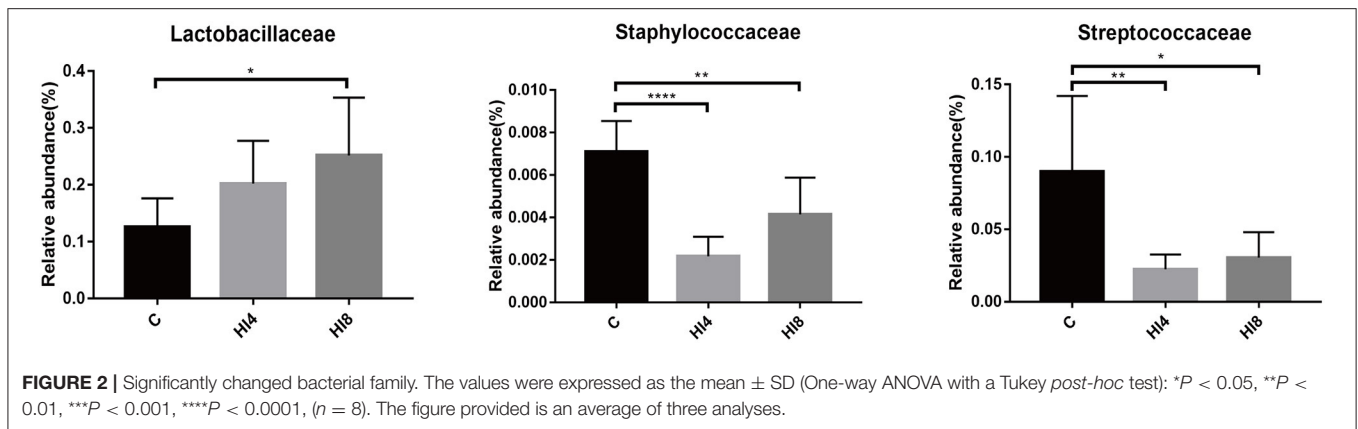 Lactobacillaceae
Relative abundance(%)
0.4
0.3
0.2
0.1
0.0
*
C
HI4
HI8
Staphylococcaceae
Relative abundance(%)
0.010
0.008
0.006
0.004
0.002
0.000
**
****
C
HI4
HI8
Streptococcaceae
Relative abundance(%)
0.15
0.10
0.05
0.00
*
**
C
HI4
HI8
FIGURE 2 | Significantly changed bacterial family. The values were expressed as the mean ± SD (One-way ANOVA with a Tukey post-hoc test): *P < 0.05, **P <
0.01, ***P < 0.001, ****P < 0.0001, (n = 8). The figure provided is an average of three analyses.